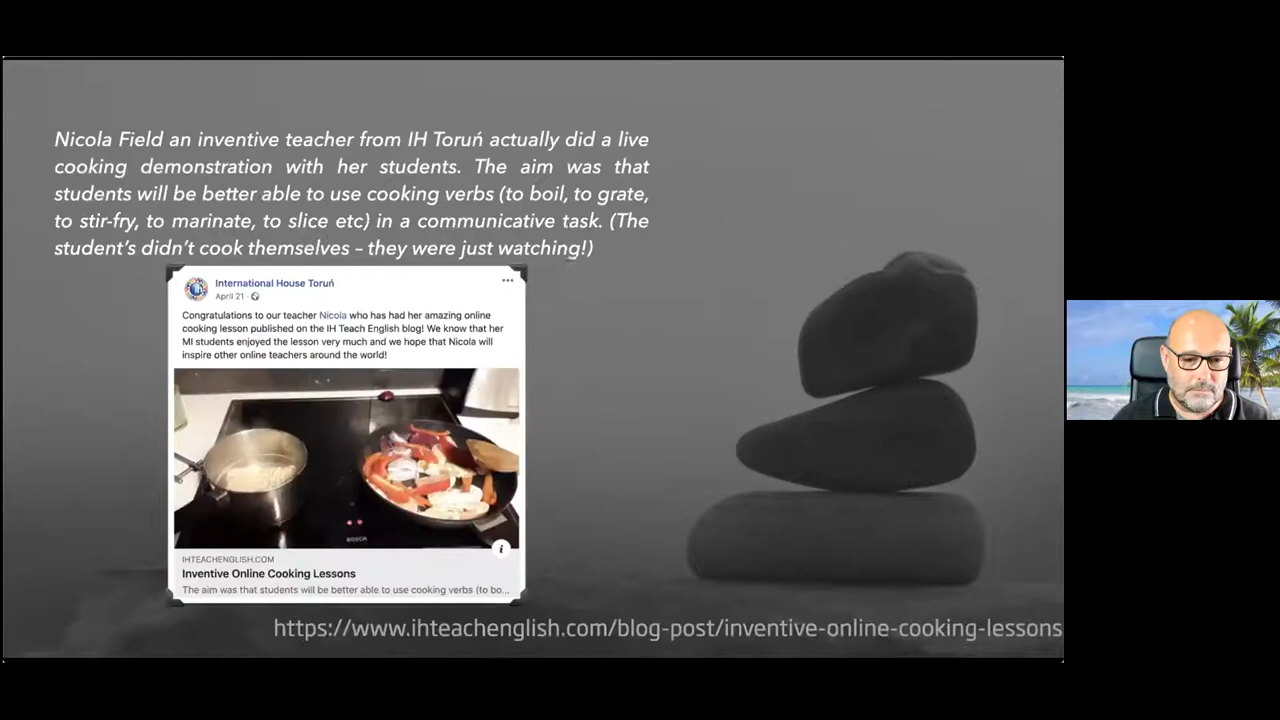 Nicola Field an inventive teacher from IH Toruń actually did a live
cooking demonstration with her students. The aim was that
students will be better able to use cooking verbs (to boil, to grate,
to stir-fry, to marinate, to slice etc) in a communicative task. (The
student’s didn’t cook themselves – they were just watching!)
International House Toruń
April 21
Congratulations to our teacher Nicola who has had her amazing online
cooking lesson published on the IH Teach English blog! We know that her
MI students enjoyed the lesson very much and we hope that Nicola will
inspire other online teachers around the world!
BOSCH
IHTEACHENGLISH.COM
Inventive Online Cooking Lessons
The aim was that students will be better able to use cooking verbs (to bo...
https://www.ihteachenglish.com/blog-post/inventive-online-cooking-lessons